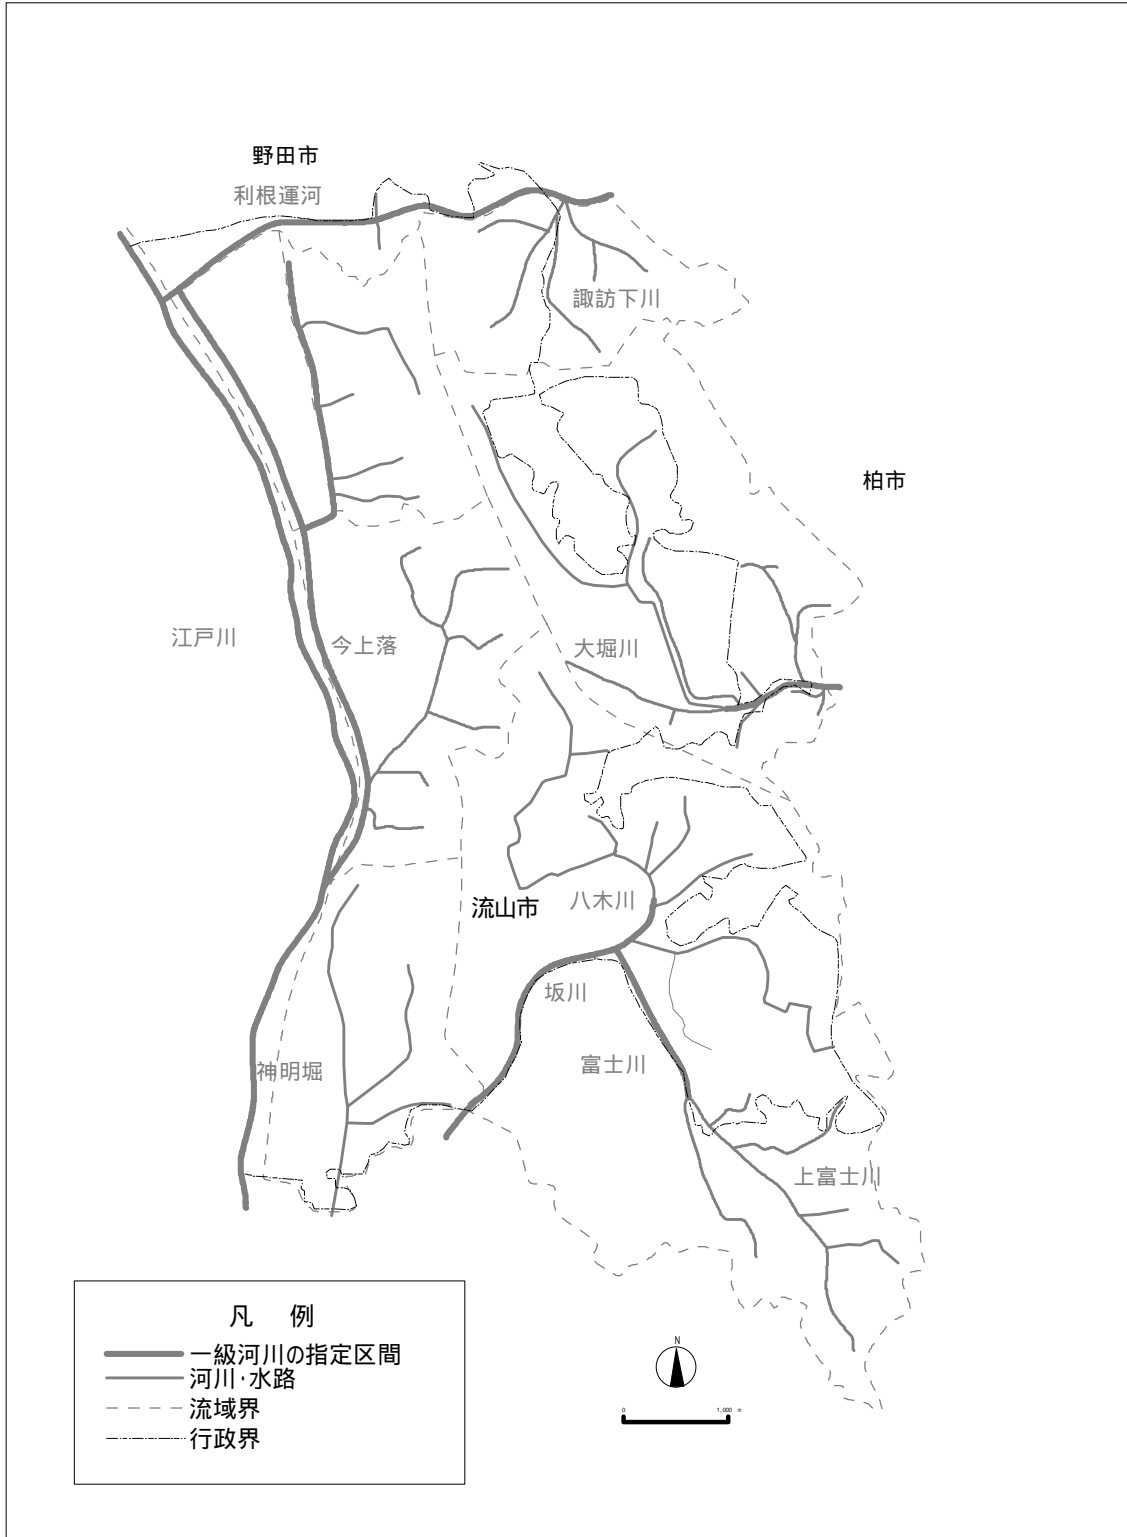 野田市
利根運河
諏訪下川
柏市
江戸川
今上落
大堀川
流山市
八木川
坂川
富士川
神明堀
上富士川
凡 例
一級河川の指定区間
河川・水路
流域界
行政界
N
0 1,000 m